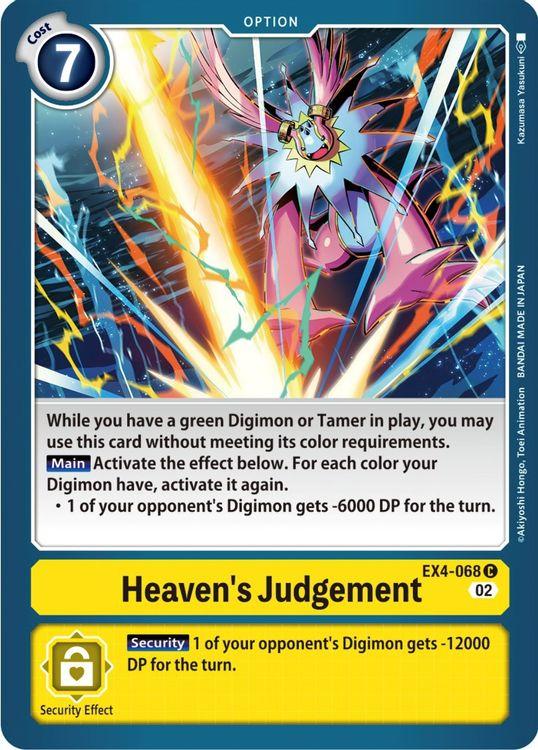 OPTION
Cost
7
Kazumasa Yasukuni
©Akiyoshi Hongo, Toei Animation BANDAI MADE IN JAPAN
While you have a green Digimon or Tamer in play, you may
use this card without meeting its color requirements.
Main Activate the effect below. For each color your
Digimon have, activate it again.
・1 of your opponent's Digimon gets -6000 DP for the turn.
EX4-068 C
Heaven's Judgement
02
Security 1 of your opponent's Digimon gets -12000
DP for the turn.
Security Effect